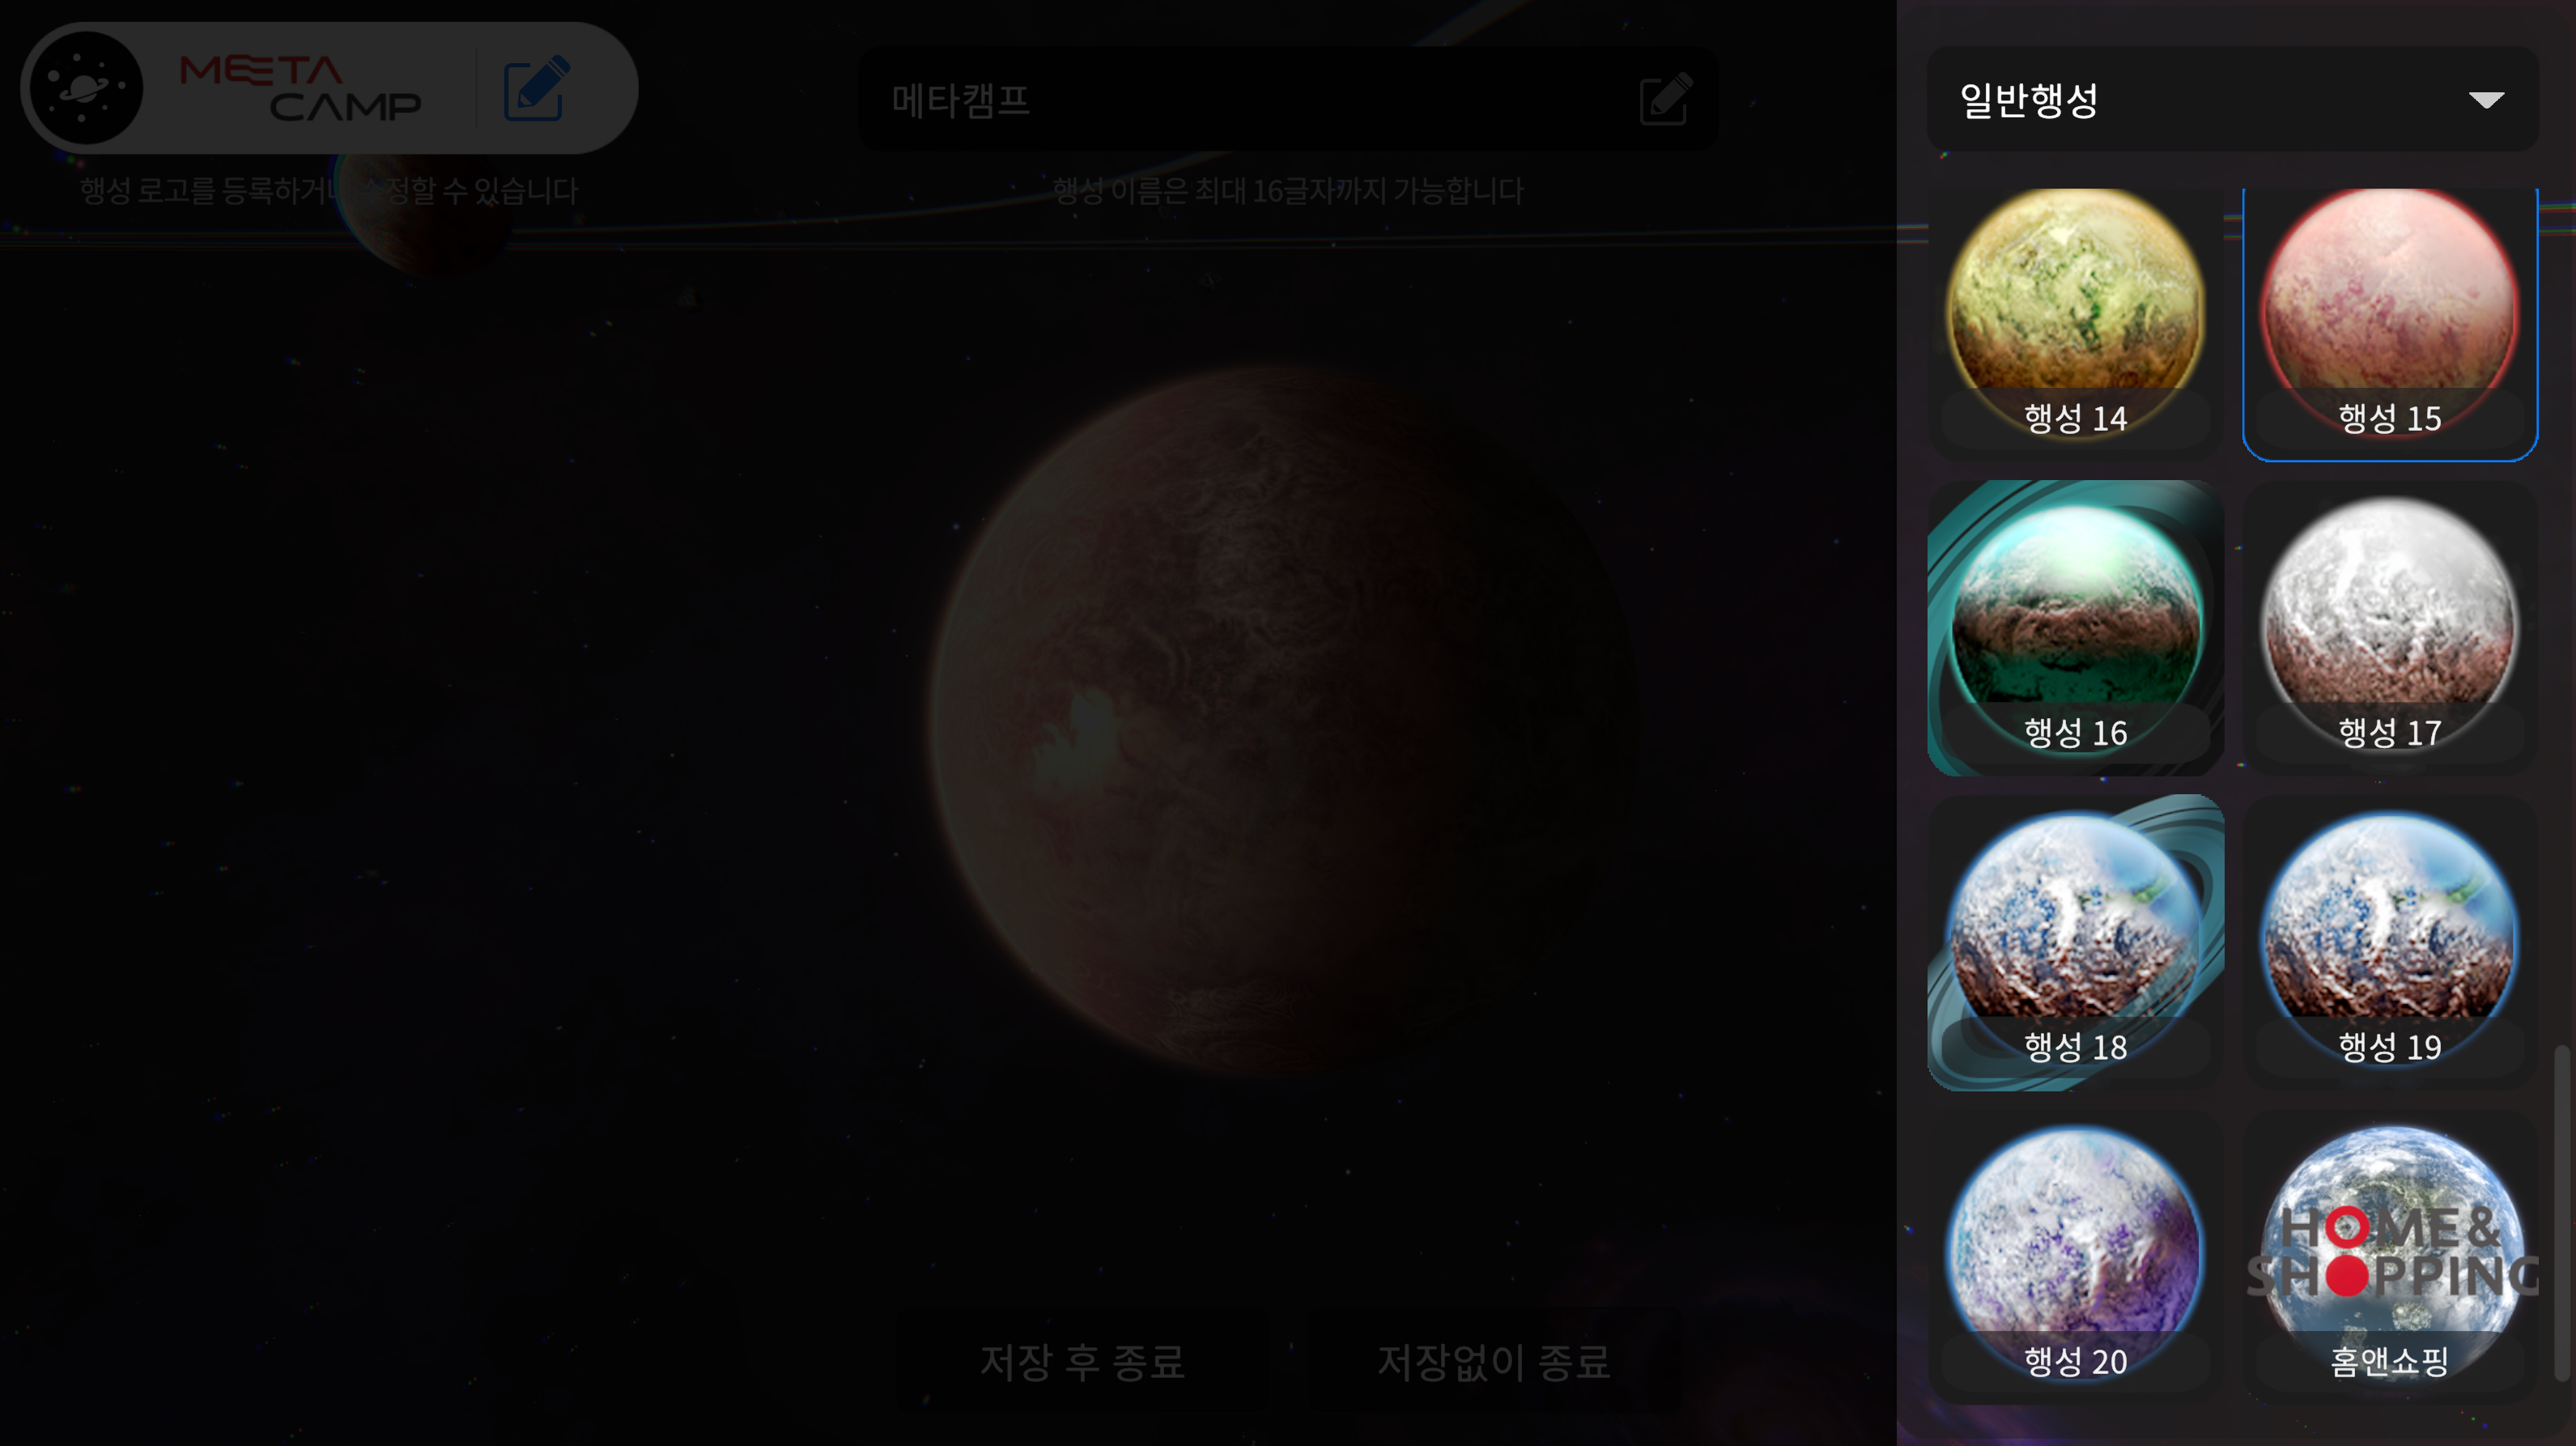 META
CAMP
메타캠프
일반행성
행성 로고를 등록하거나 수정할 수 있습니다
행성 이름은 최대 16글자까지 가능합니다
행성 14
행성 15
행성 16
행성 17
행성 18
행성 19
HOME&
SHOPPING
행성 20
홈앤쇼핑
저장 후 종료
저장없이 종료